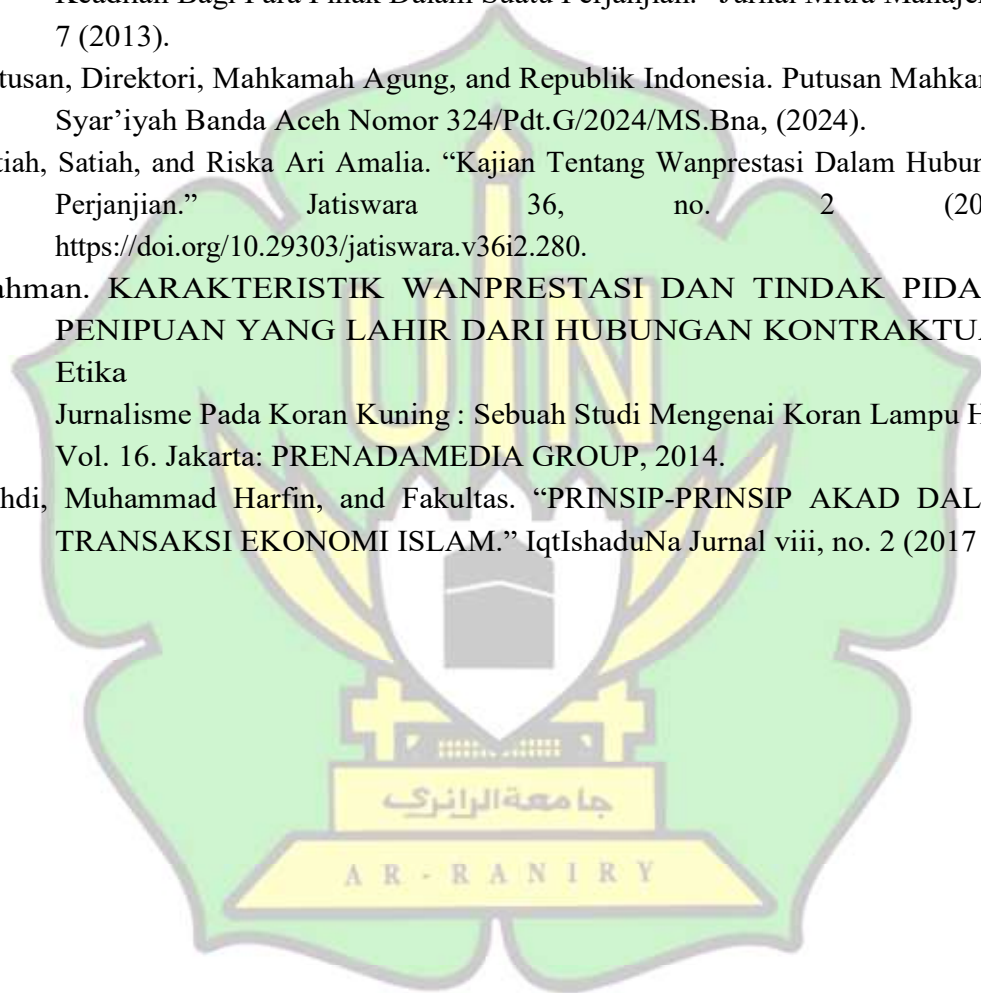 Keadilan Bagi Para Pihak Dalam Suatu Perjanjian." Jurnal Mitra Manajem
7 (2013).
tusan, Direktori, Mahkamah Agung, and Republik Indonesia. Putusan Mahkam
Syar'iyah Banda Aceh Nomor 324/Pdt.G/2024/MS.Bna, (2024).
tiah, Satiah, and Riska Ari Amalia. “Kajian Tentang Wanprestasi Dalam Hubun
Perjanjian.” Jatiswara 36, no. 2 (20
https://doi.org/10.29303/jatiswara.v36i2.280.
ahman. KARAKTERISTIK WANPRESTASI DAN TINDAK PIDA
PENIPUAN YANG LAHIR DARI HUBUNGAN KONTRAKTUA
Etika
Jurnalisme Pada Koran Kuning : Sebuah Studi Mengenai Koran Lampu H
Vol. 16. Jakarta: PRENADAMEDIA GROUP, 2014.
hdi, Muhammad Harfin, and Fakultas. “PRINSIP-PRINSIP AKAD DAL
TRANSAKSI EKONOMI ISLAM.” IqtIshaduNa Jurnal viii, no. 2 (2017
UIN
جامعة الرانري
AR-RANIRY